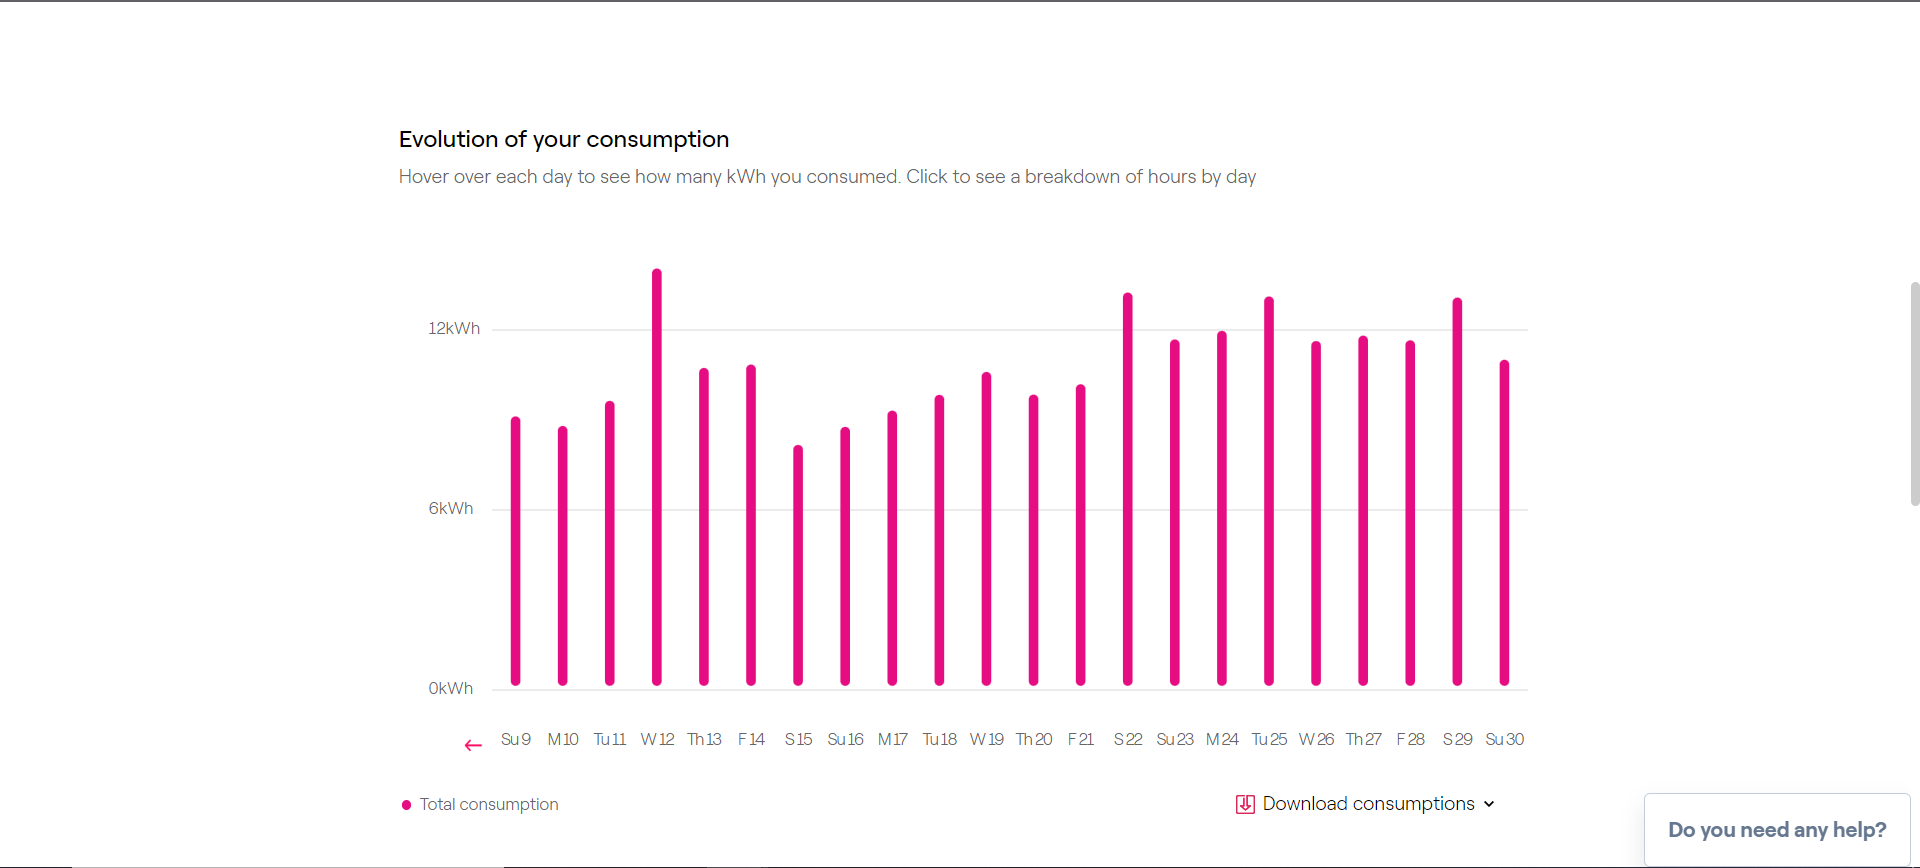 Evolution of your consumption
Hover over each day to see how many kWh you consumed. Click to see a breakdown of hours by day
12kWh
6kWh
0kWh
Su 9 M 10 Tu 11 W 12 Th 13 F 14 S 15 Su 16 M 17 Tu 18 W 19 Th 20 F 21 S 22 Su 23 M 24 Tu 25 W 26 Th 27 F 28 S 29 Su 30
Total consumption
Download consumptions
Do you need any help?